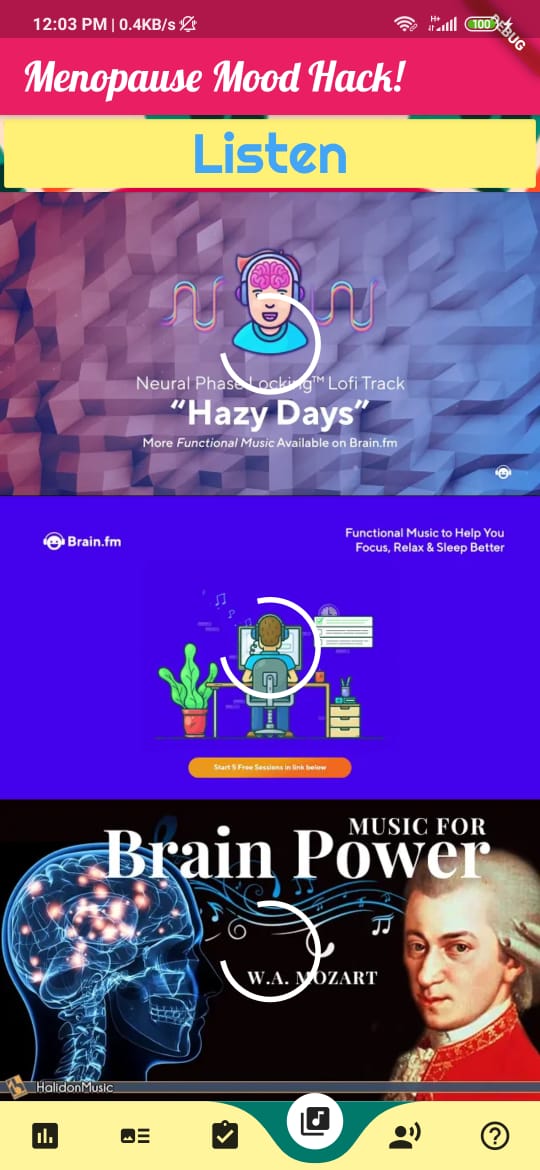 12:03 PM | 0.4KB/s
H+
100
DEBUG
Menopause Mood Hack!
Listen
Neural Phase Locking™ Lofi Track
“Hazy Days”
More Functional Music Available on Brain.fm
Brain.fm
Functional Music to Help You
Focus, Relax & Sleep Better
Start 5 Free Sessions in link below
MUSIC FOR
Brain Power
W.A. MOZART
HalidonMusic